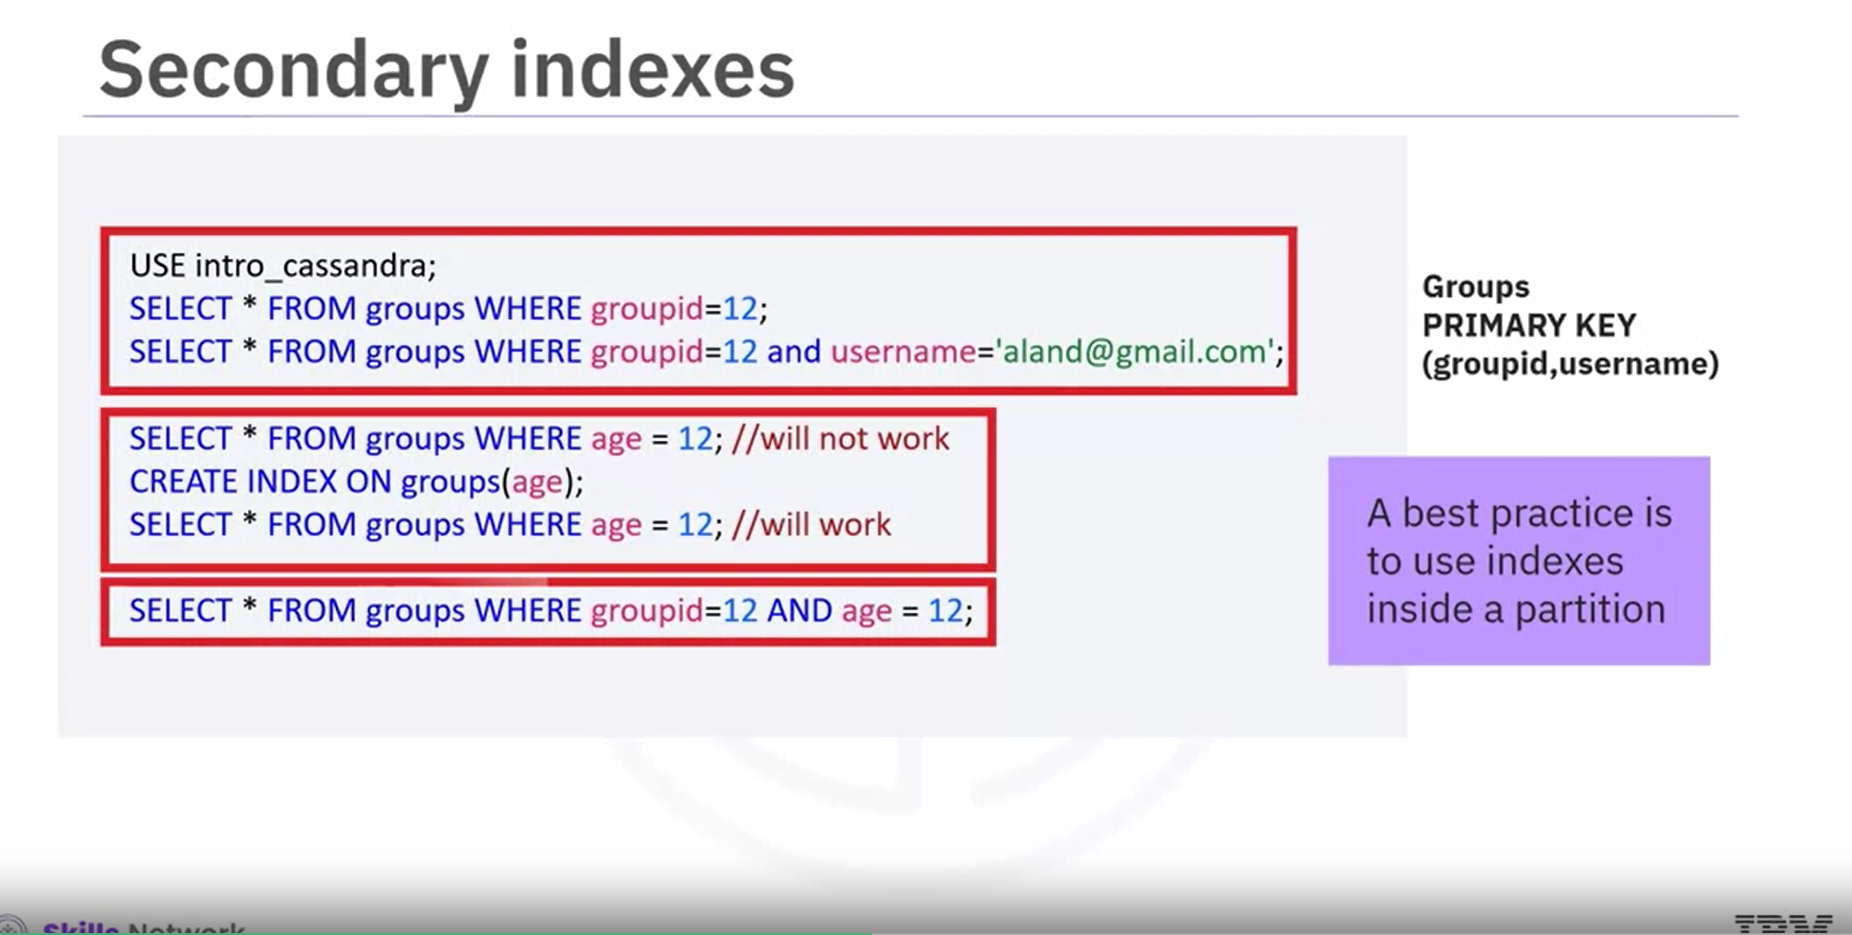 Secondary indexes
USE intro_cassandra;
SELECT * FROM groups WHERE groupid=12;
SELECT * FROM groups WHERE groupid=12 and username='aland@gmail.com';
SELECT * FROM groups WHERE age = 12; //will not work
CREATE INDEX ON groups(age);
SELECT * FROM groups WHERE age = 12; //will work
SELECT * FROM groups WHERE groupid=12 AND age = 12;
Groups
PRIMARY KEY
(groupid,username)
A best practice is
to use indexes
inside a partition
Skills Network
IBM